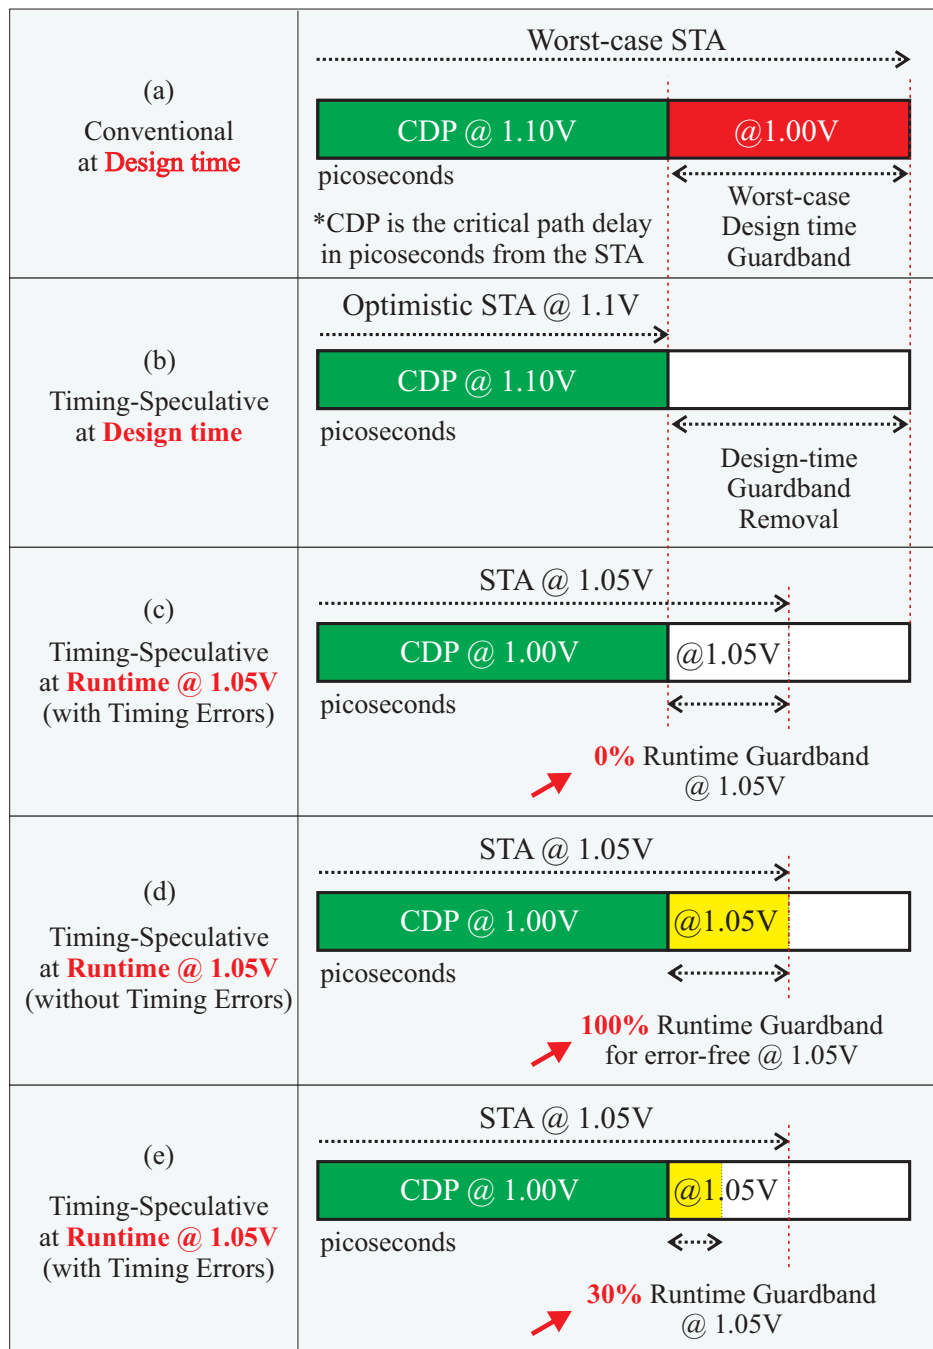 (a)
Conventional
at Design time
Worst-case STA
CDP @ 1.10V
@1.00V
picoseconds
*CDP is the critical path delay
in picoseconds from the STA
Worst-case
Design time
Guardband
(b)
Timing-Speculative
at Design time
Optimistic STA @ 1.1V
CDP @ 1.10V
picoseconds
Design-time
Guardband
Removal
(c)
Timing-Speculative
at Runtime @ 1.05V
(with Timing Errors)
STA @ 1.05V
CDP @ 1.00V
@1.05V
picoseconds
0% Runtime Guardband
@ 1.05V
(d)
Timing-Speculative
at Runtime @ 1.05V
(without Timing Errors)
STA @ 1.05V
CDP @ 1.00V
@1.05V
picoseconds
100% Runtime Guardband
for error-free @ 1.05V
(e)
Timing-Speculative
at Runtime @ 1.05V
(with Timing Errors)
STA @ 1.05V
CDP @ 1.00V
@1.05V
picoseconds
30% Runtime Guardband
@ 1.05V